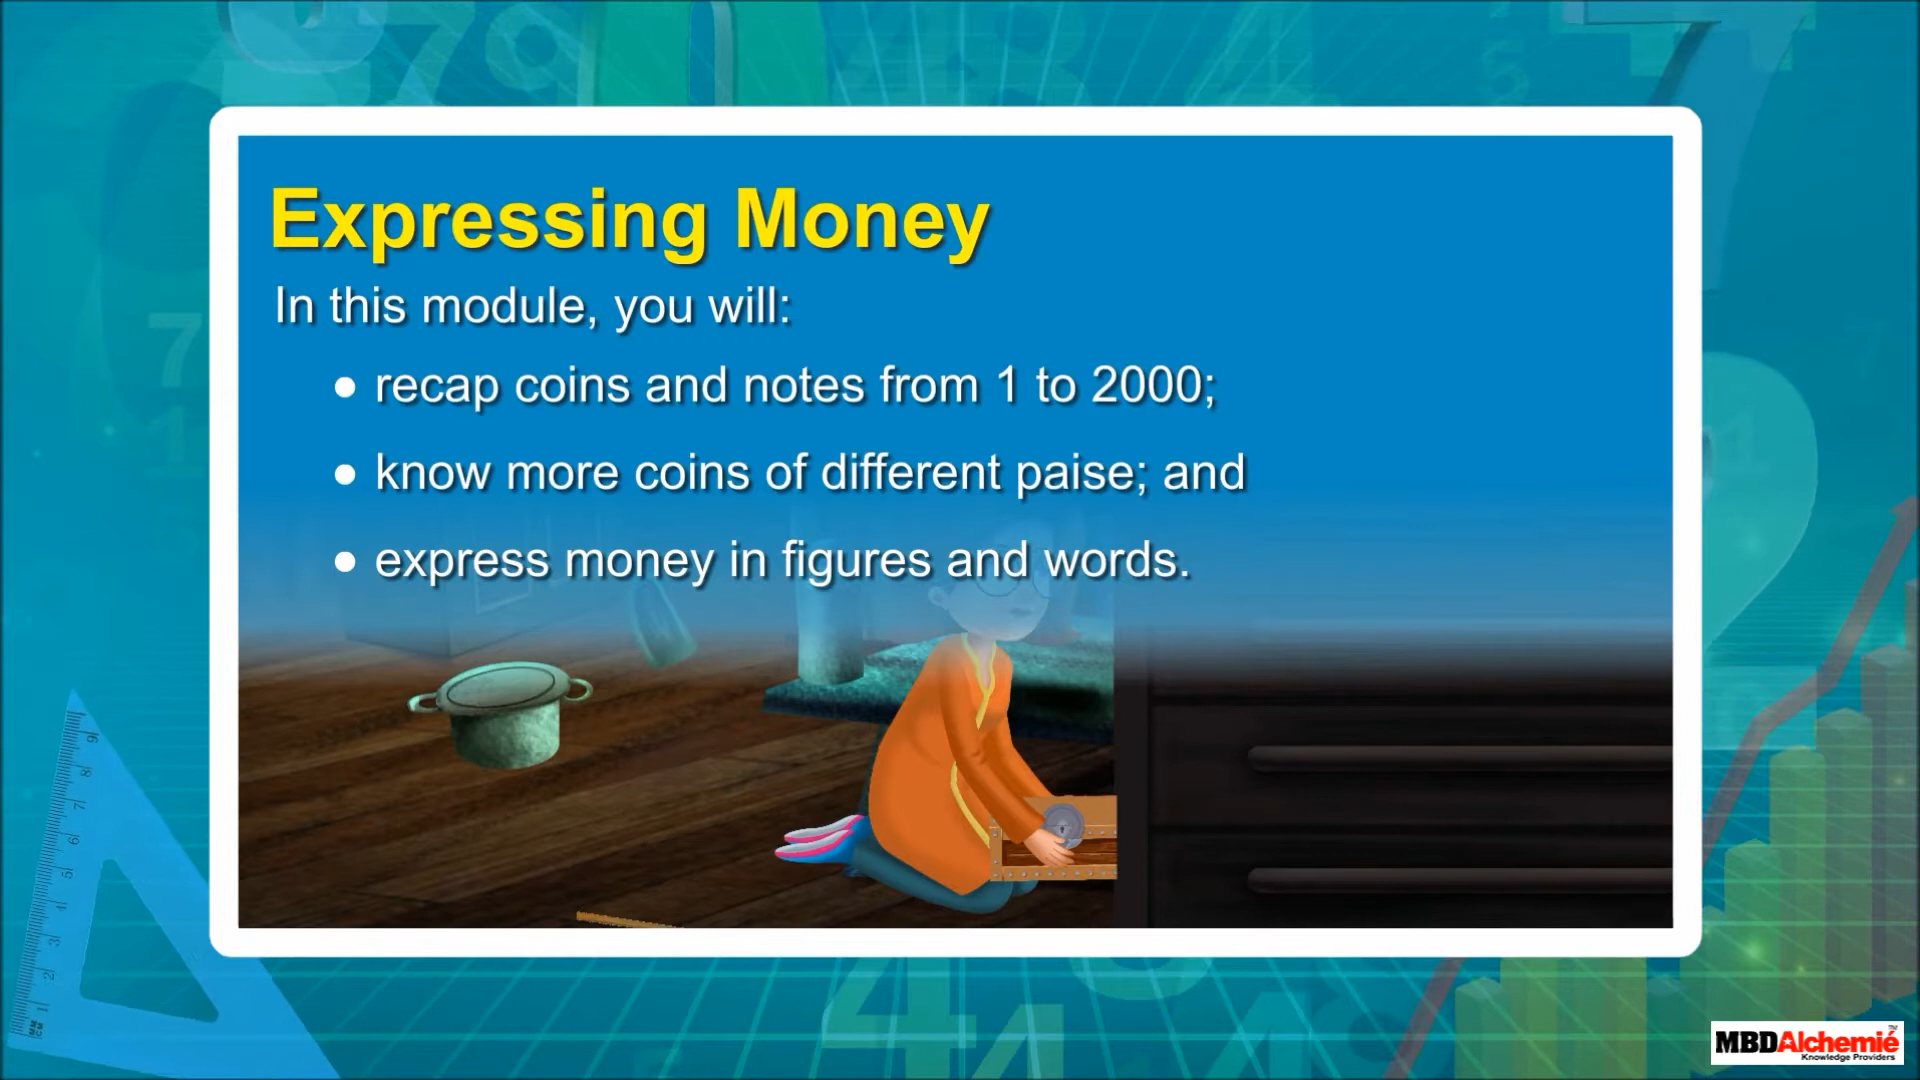 Expressing Money
In this module, you will:
● recap coins and notes from 1 to 2000;
● know more coins of different paise; and
● express money in figures and words.
MBDAlchemié™
Knowledge Providers